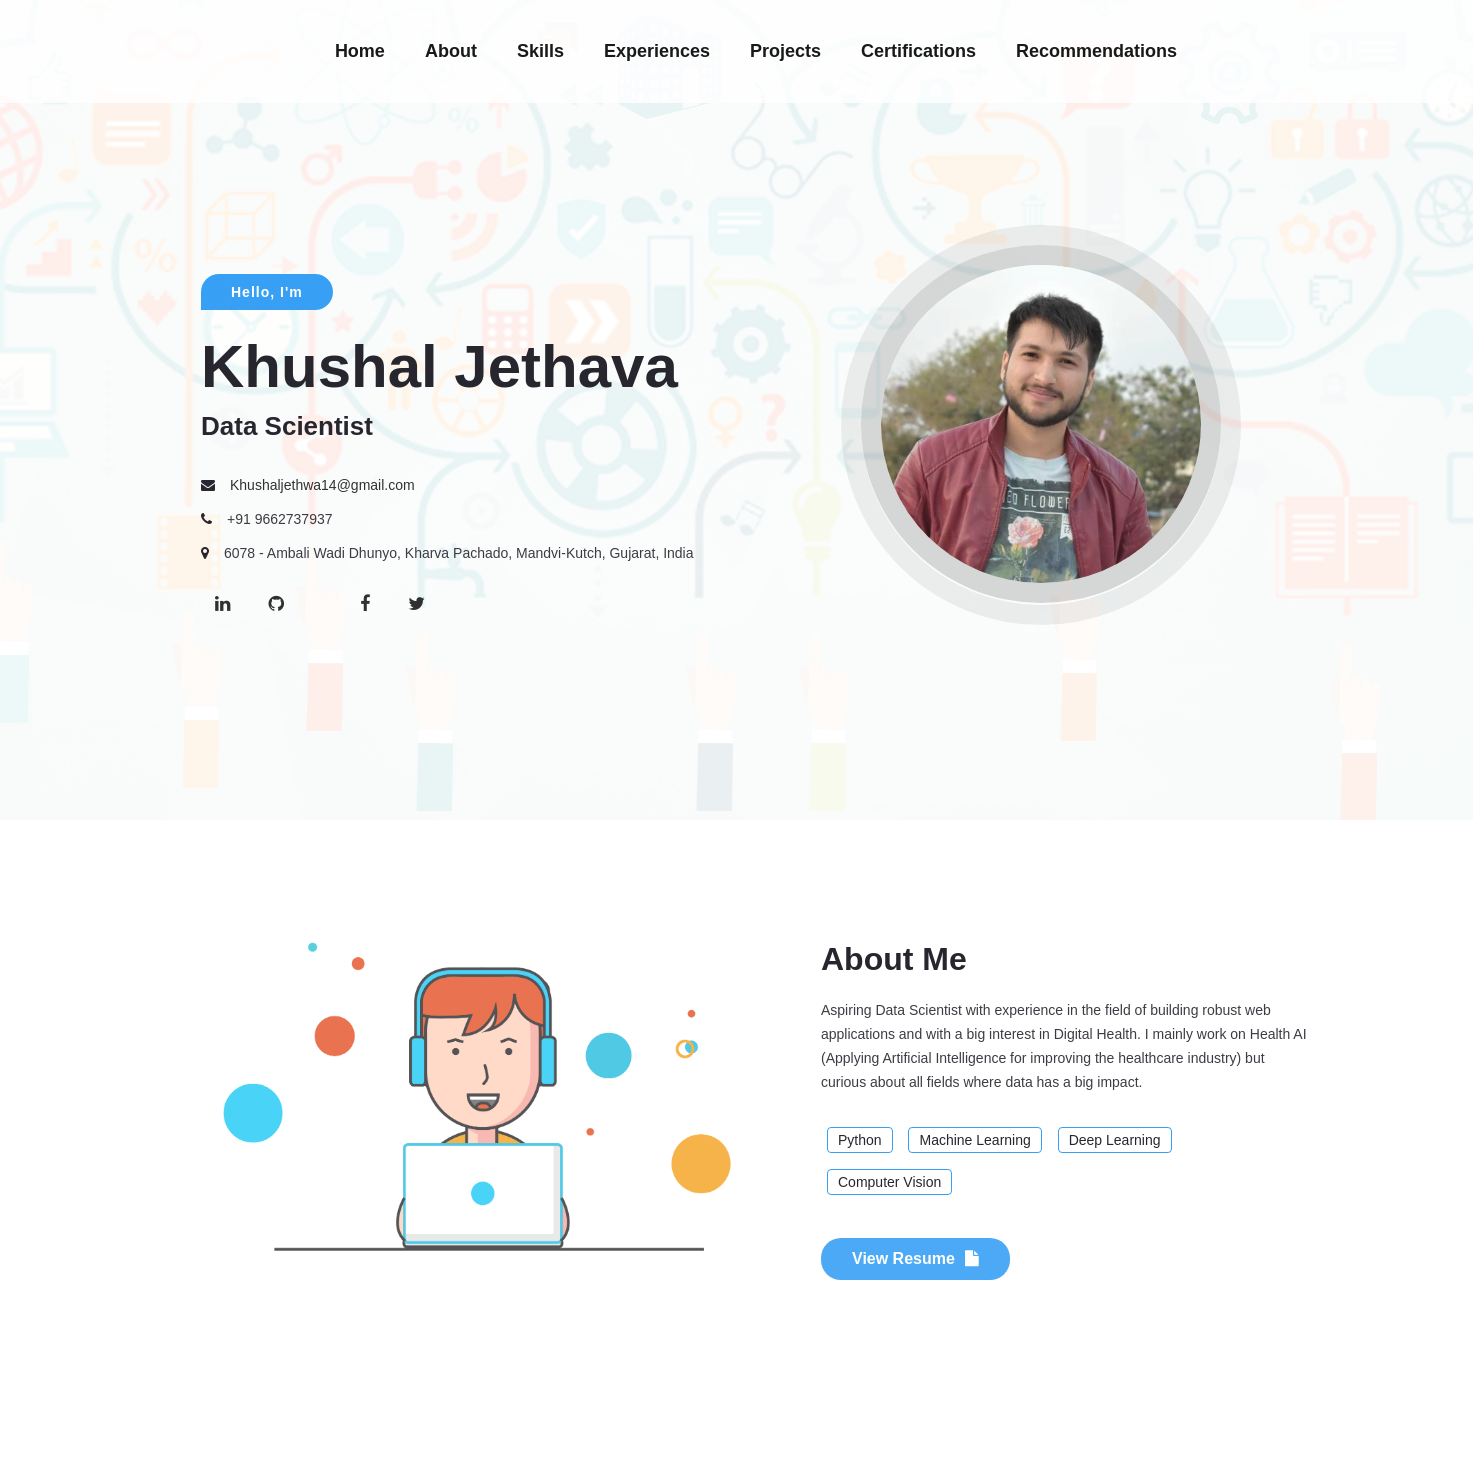 Home About Skills Experiences Projects Certifications Recommendations
Hello, I'm
Khushal Jethava
Data Scientist
Khushaljethwa14@gmail.com
+91 9662737937
6078 - Ambali Wadi Dhunyo, Kharva Pachado, Mandvi-Kutch, Gujarat, India
About Me
Aspiring Data Scientist with experience in the field of building robust web
applications and with a big interest in Digital Health. I mainly work on Health AI
(Applying Artificial Intelligence for improving the healthcare industry) but
curious about all fields where data has a big impact.
Python Machine Learning Deep Learning
Computer Vision
View Resume